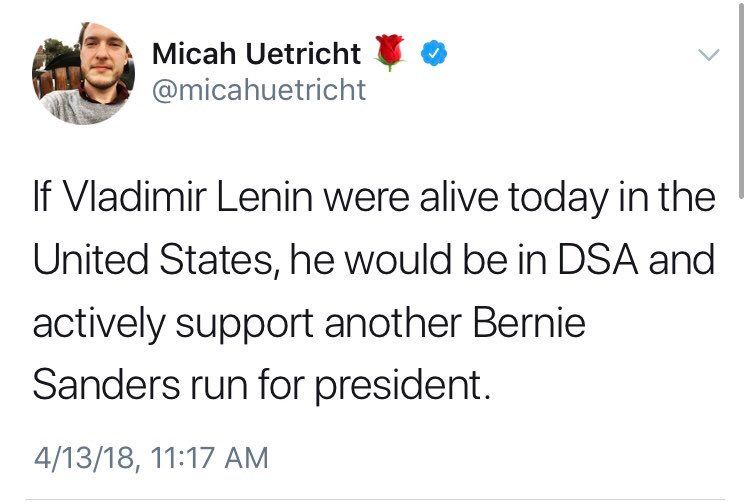 Micah Uetricht 🌹
@micahuetricht
If Vladimir Lenin were alive today in the
United States, he would be in DSA and
actively support another Bernie
Sanders run for president.
4/13/18, 11:17 AM